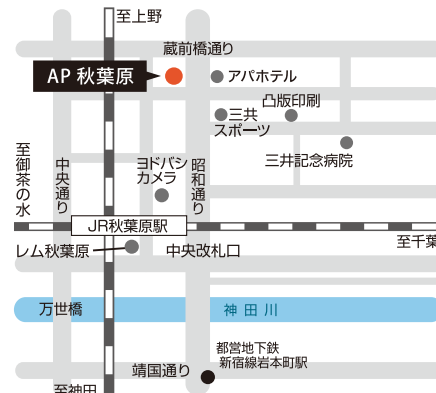 至上野
蔵前橋通り
AP 秋葉原
アパホテル
凸版印刷
三共
スポーツ
三井記念病院
至御茶の水
中央通り
ヨドバシ
カメラ
昭和通り
JR秋葉原駅
至千葉
レム秋葉原
中央改札口
万世橋
神田川
都営地下鉄
新宿線岩本町駅
靖国通り
至神田